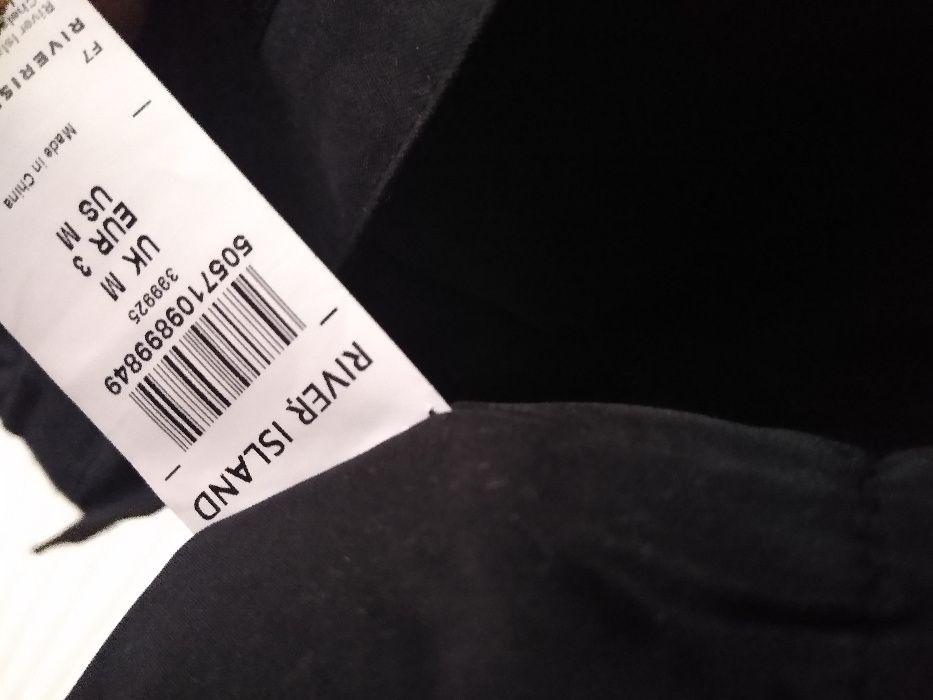 RIVER ISLAND
5057109899849
399925
UK M
EUR 3
US M
Made in China
F7